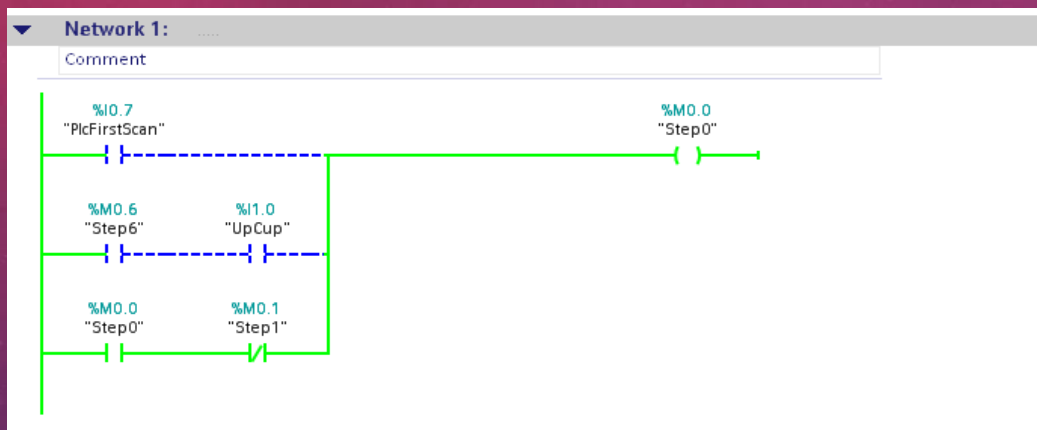 Network 1: .....
Comment
%I0.7
"PlcFirstScan"
%M0.0
"Step0"
%M0.6 %I1.0
"Step6" "UpCup"
%M0.0 %M0.1
"Step0" "Step1"